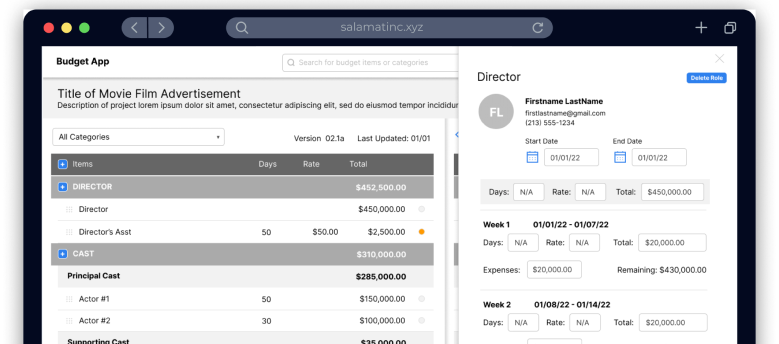 salamatinc.xyz
Budget App
Search for budget items or categories
Title of Movie Film Advertisement
Description of project lorem ipsum dolor sit amet, consectetur adipiscing elit, sed do eiusmod tempor incididu
All Categories
Version 02.1a Last Updated: 01/01
Items Days Rate Total
DIRECTOR $452,500.00
Director $450,000.00
Director's Asst 50 $50.00 $2,500.00
CAST $310,000.00
Principal Cast $285,000.00
Actor #1 50 $150,000.00
Actor #2 30 $100,000.00
Supporting Cast $35,000.00
Director
Delete Role
FL
Firstname LastName
firstlastname@gmail.com
(213) 555-1234
Start Date End Date
01/01/22 01/01/22
Days: N/A Rate: N/A Total: $450,000.00
Week 1 01/01/22 - 01/07/22
Days: N/A Rate: N/A Total: $20,000.00
Expenses: $20,000.00 Remaining: $430,000.00
Week 2 01/08/22 - 01/14/22
Days: N/A Rate: N/A Total: $20,000.00